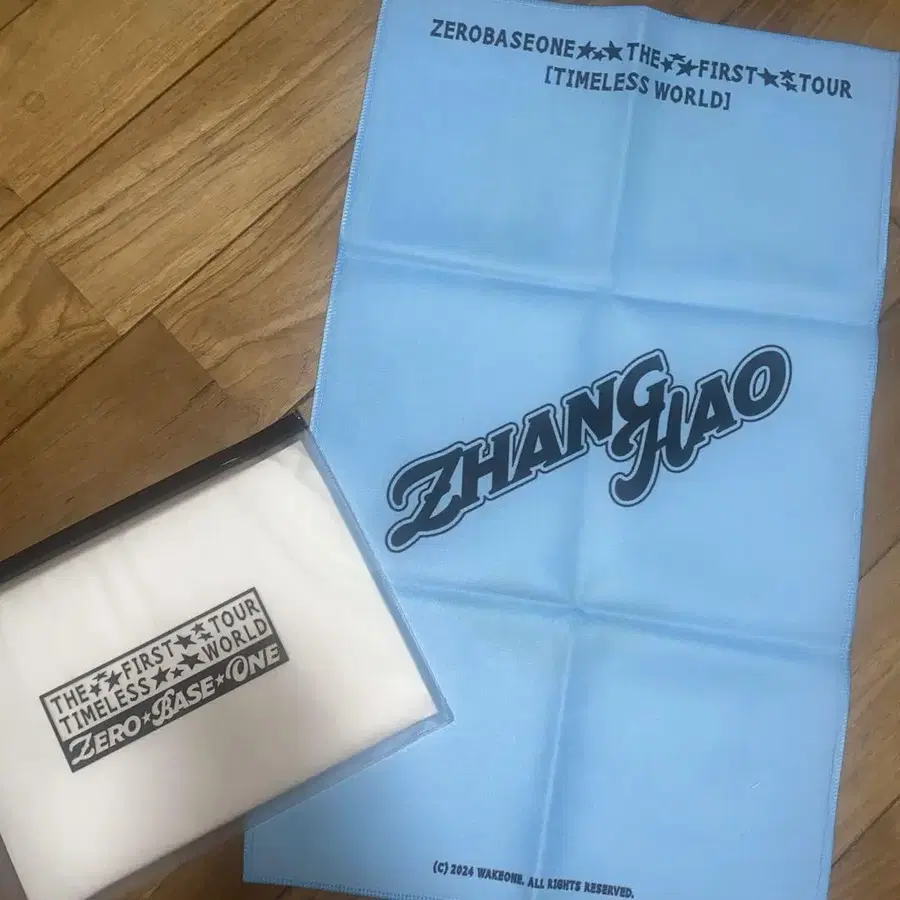 ZEROBASEONE★★★THE★★★FIRST★★★TOUR
[TIMELESS WORLD]
ZHANG HAO
THE★★★FIRST★★★TOUR
TIMELESS★★★WORLD
ZERO★BASE★ONE
(C) 2024 WAKEONE. ALL RIGHTS RESERVED.